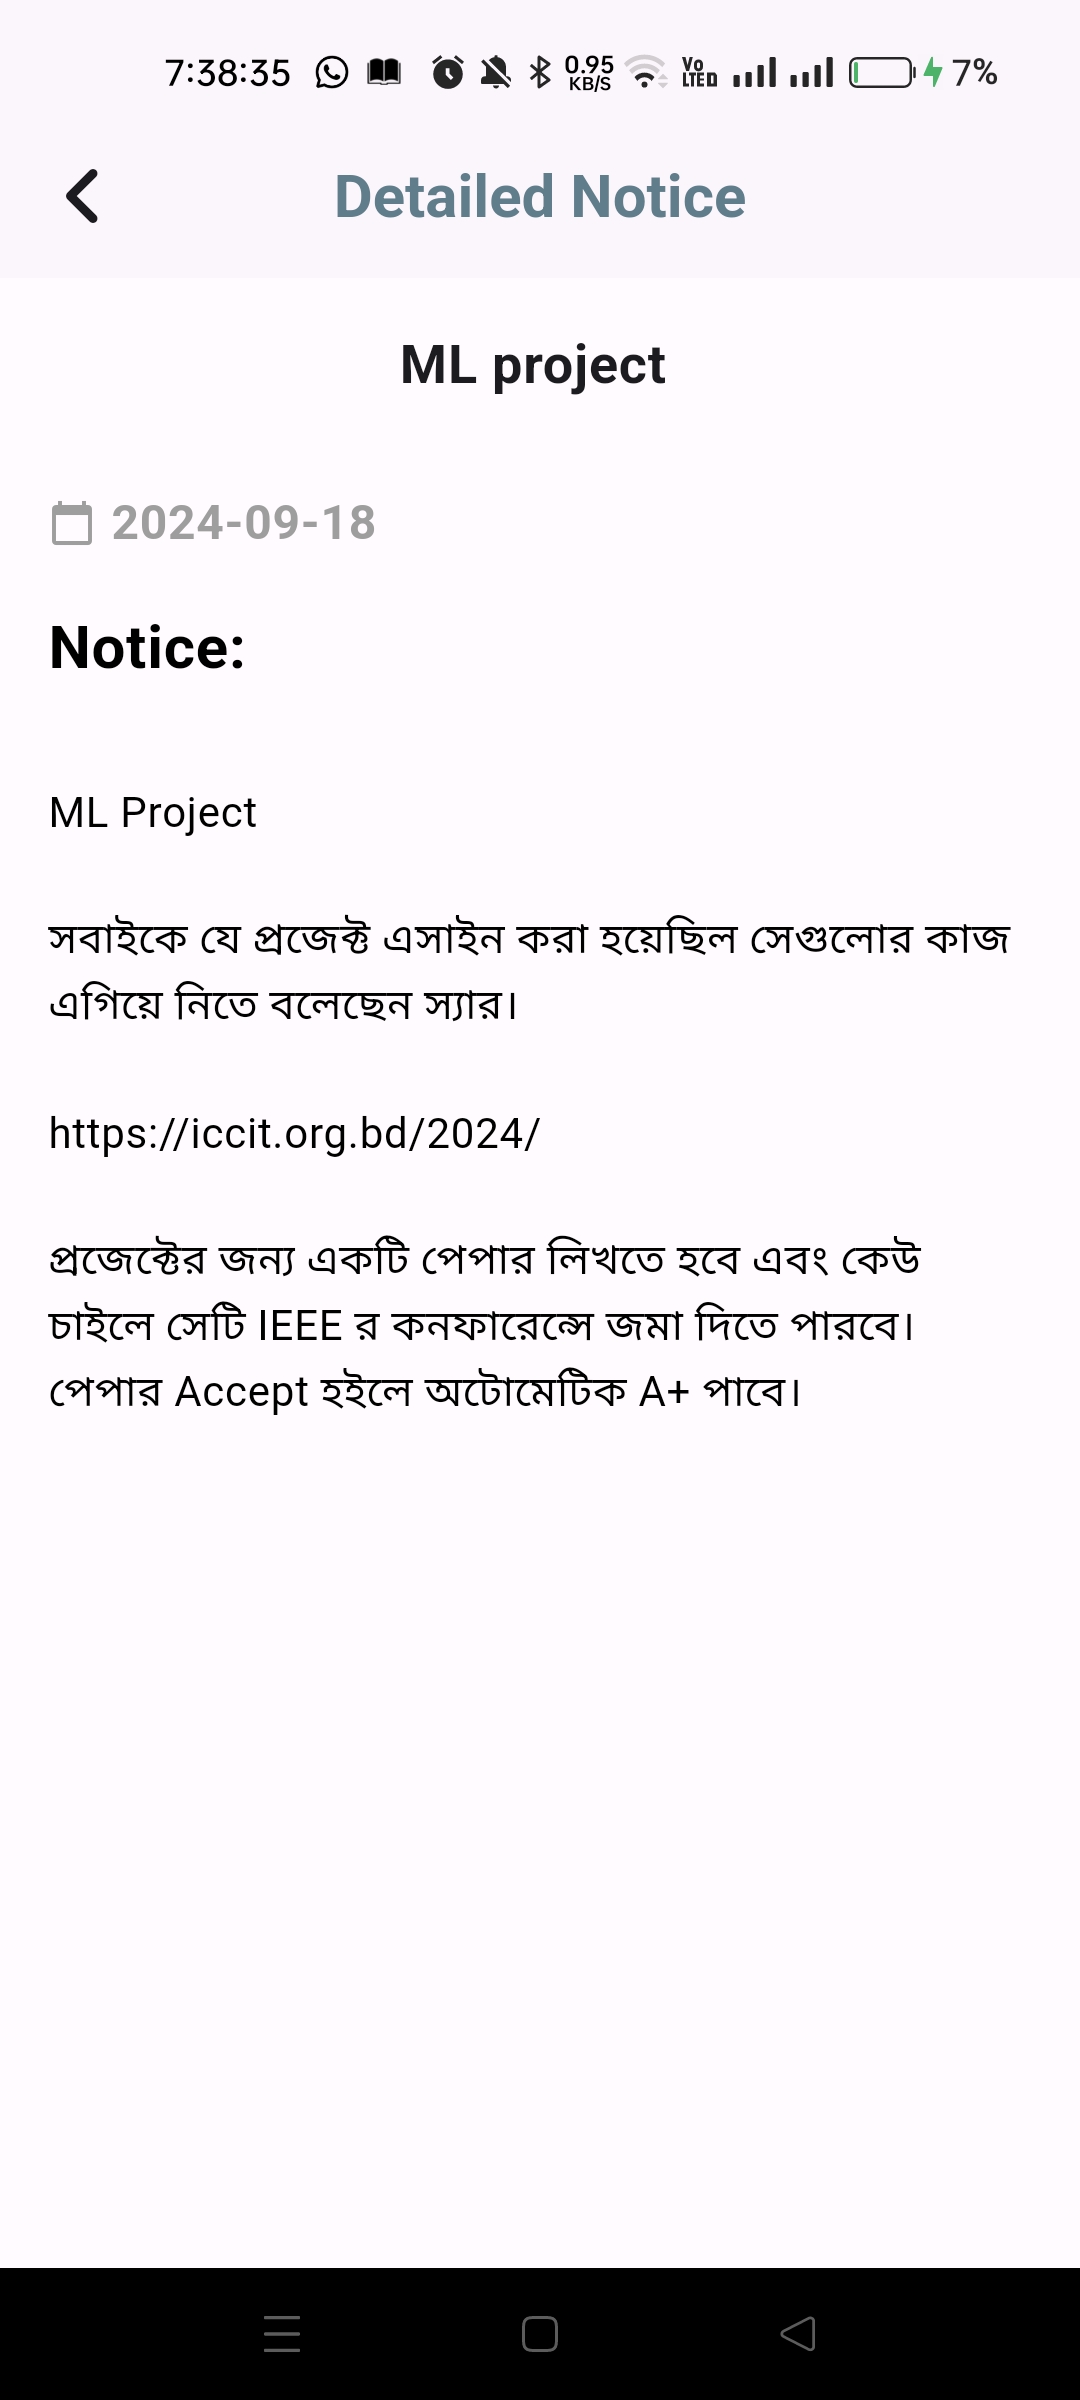 7:38:35 0.95 KB/S Vo LTED 7%
Detailed Notice
ML project
2024-09-18
Notice:
ML Project
সবাইকে যে প্রজেক্ট এসাইন করা হয়েছিল সেগুলোর কাজ
এগিয়ে নিতে বলেছেন স্যার।
https://iccit.org.bd/2024/
প্রজেক্টের জন্য একটি পেপার লিখতে হবে এবং কেউ
চাইলে সেটি IEEE র কনফারেন্সে জমা দিতে পারবে।
পেপার Accept হইলে অটোমেটিক A+ পাবে।